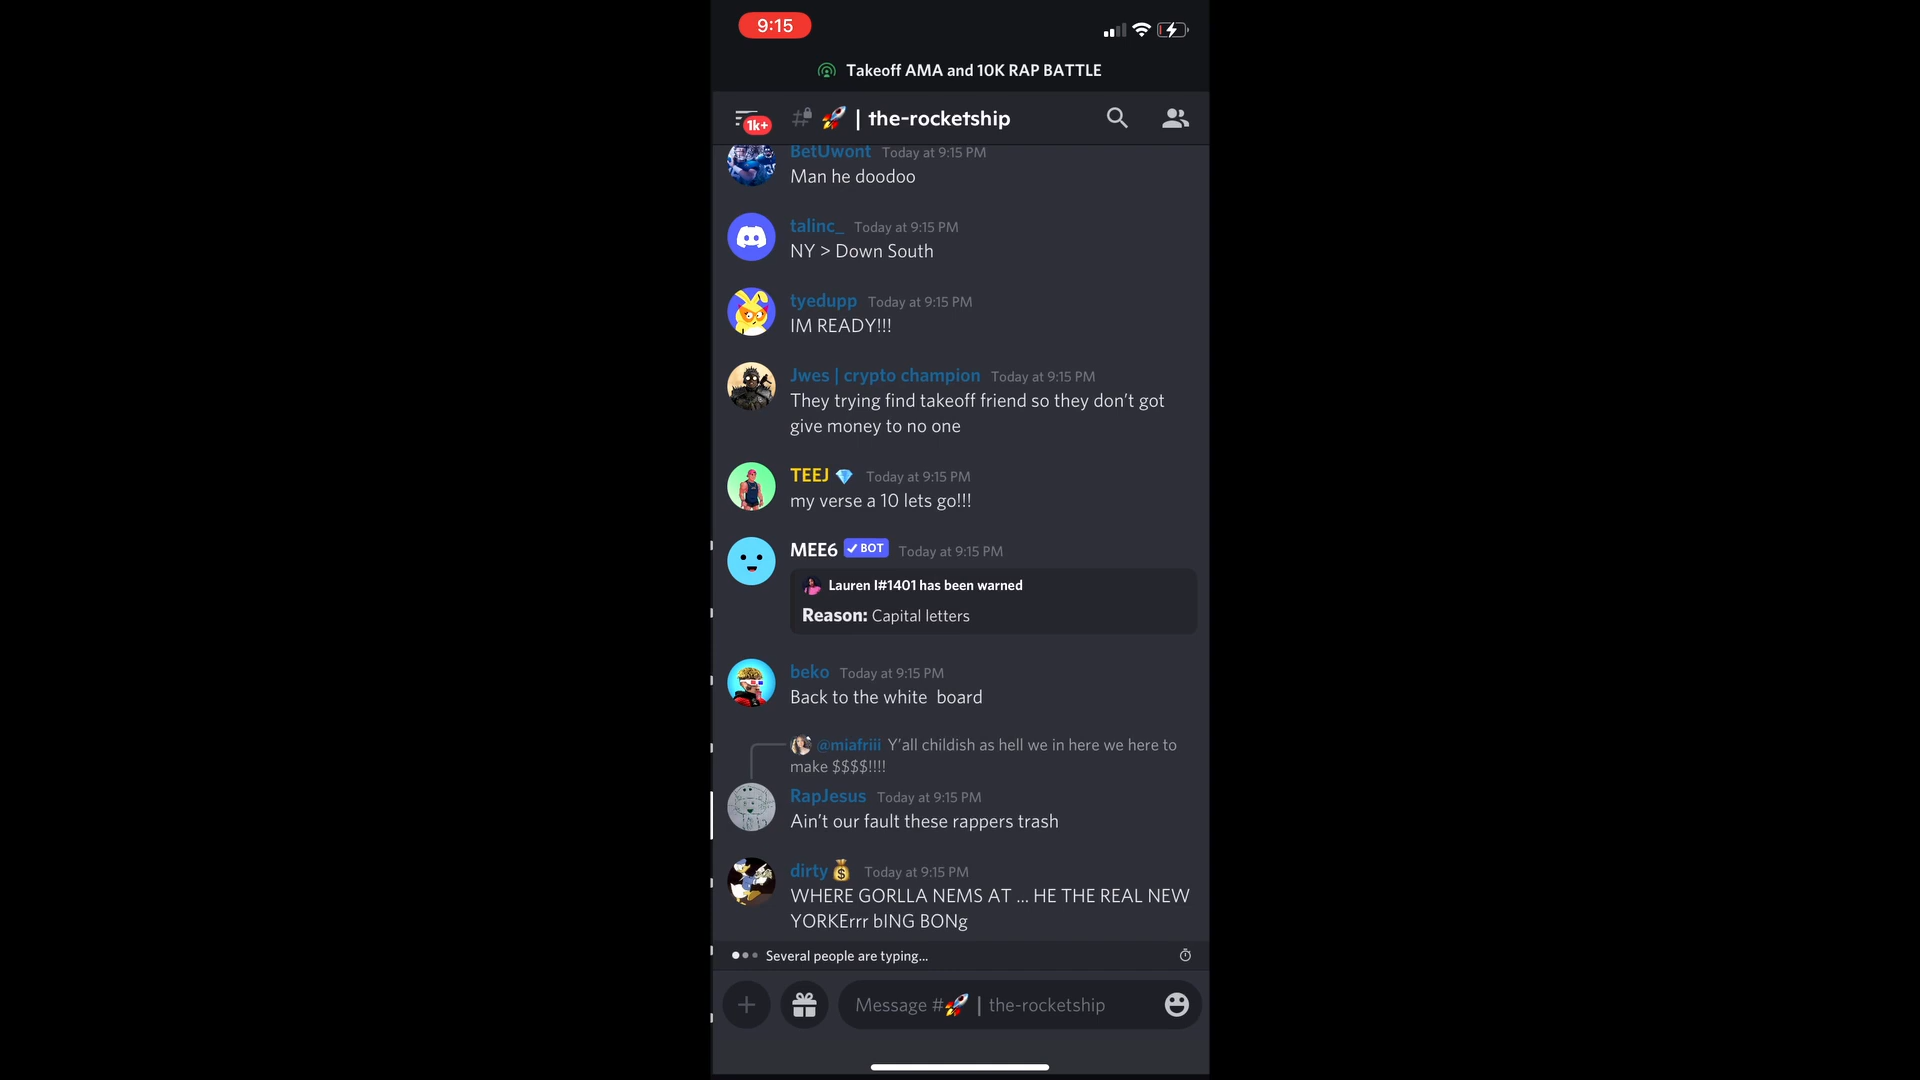 9:15
Takeoff AMA and 10K RAP BATTLE
1k+
# 🚀 | the-rocketship
BetUwont Today at 9:15 PM
Man he doodoo
talinc_ Today at 9:15 PM
NY > Down South
tyedupp Today at 9:15 PM
IM READY!!!
Jwes | crypto champion Today at 9:15 PM
They trying find takeoff friend so they don’t got
give money to no one
TEEJ 💎 Today at 9:15 PM
my verse a 10 lets go!!!
MEE6 ✓ BOT Today at 9:15 PM
Lauren I#1401 has been warned
Reason: Capital letters
beko Today at 9:15 PM
Back to the white  board
@miafriii Y’all childish as hell we in here we here to
make $$$$!!!!
RapJesus Today at 9:15 PM
Ain’t our fault these rappers trash
dirty💰 Today at 9:15 PM
WHERE GORLLA NEMS AT ... HE THE REAL NEW
YORKErrr bING BONg
Several people are typing...
Message #🚀 | the-rocketship